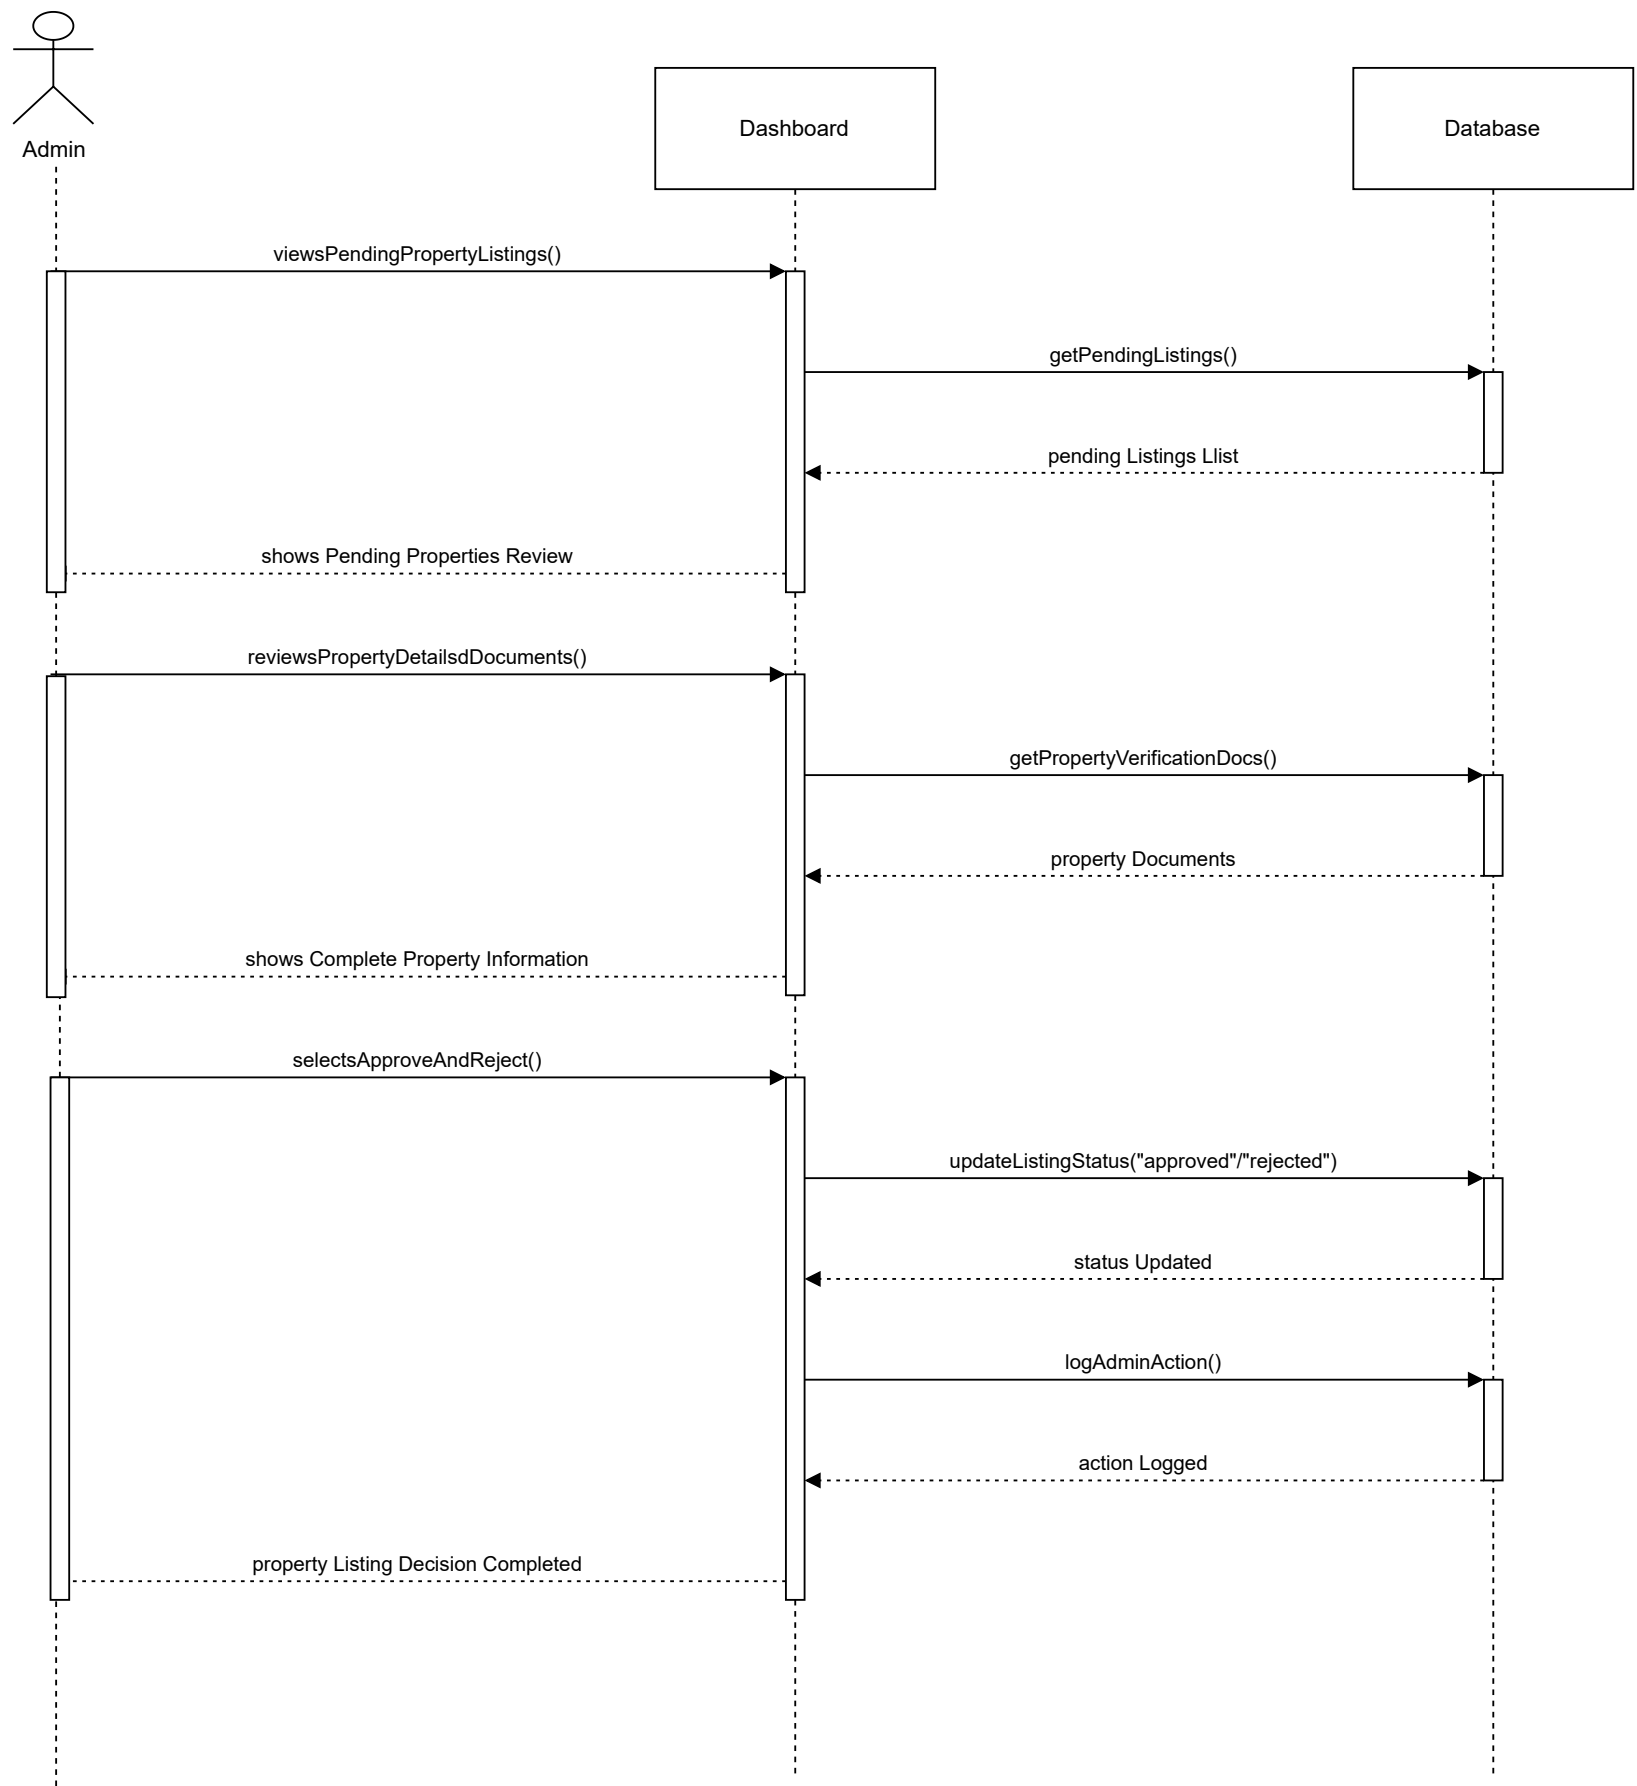 Admin
Dashboard
Database
viewsPendingPropertyListings()
getPendingListings()
pending Listings Llist
shows Pending Properties Review
reviewsPropertyDetailsdDocuments()
getPropertyVerificationDocs()
property Documents
shows Complete Property Information
selectsApproveAndReject()
updateListingStatus("approved"/"rejected")
status Updated
logAdminAction()
action Logged
property Listing Decision Completed